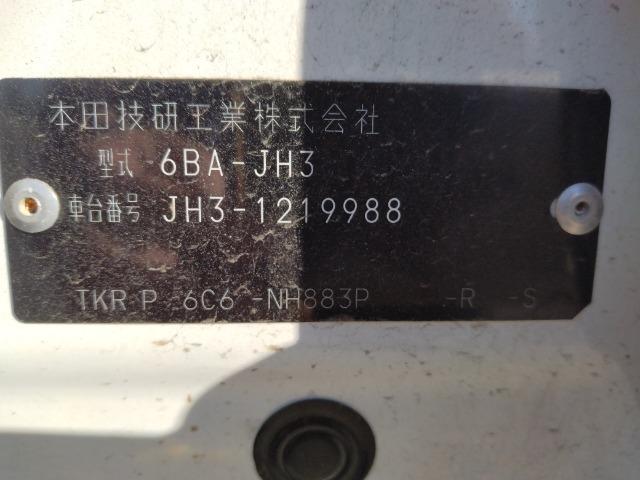 本田技研工業株式会社
型式 6BA-JH3
車台番号 JH3-1219988
TKR P 6C6 -NH883P -R -S